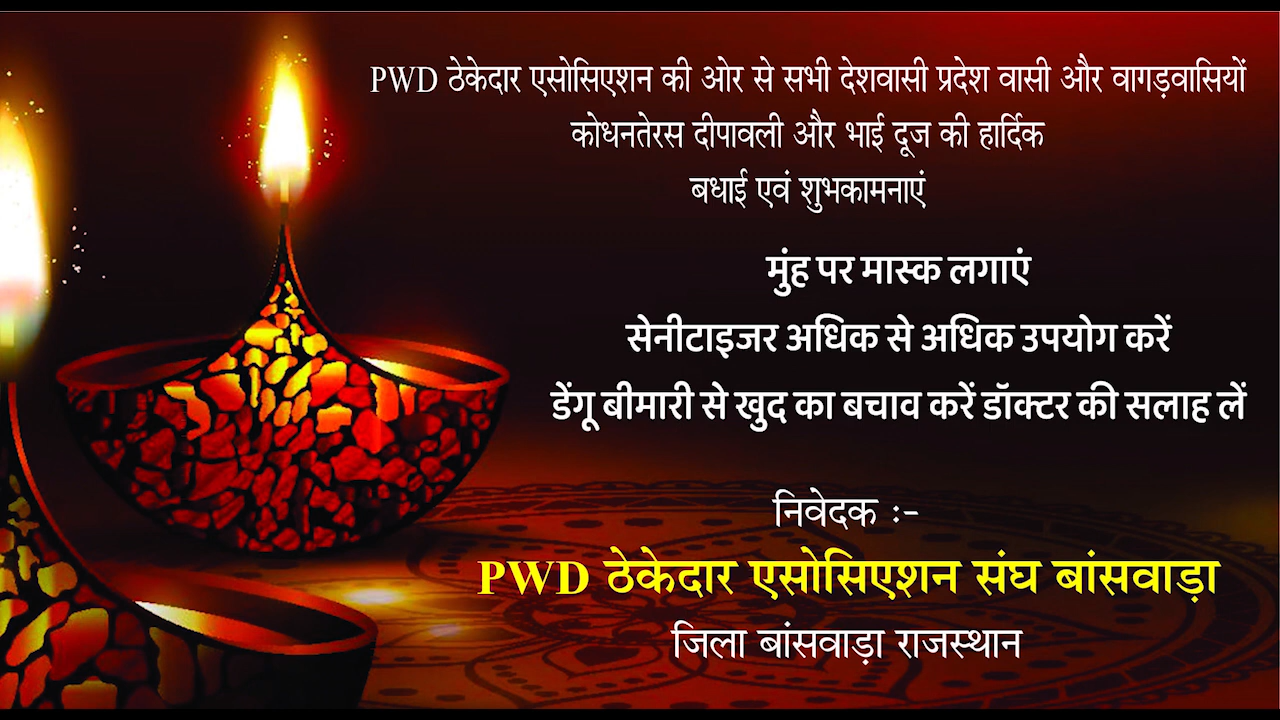 PWD ठेकेदार एसोसिएशन की ओर से सभी देशवासी प्रदेश वासी और वागड़वासियों
कोधनतेरस दीपावली और भाई दूज की हार्दिक
बधाई एवं शुभकामनाएं
मुंह पर मास्क लगाएं
सेनीटाइजर अधिक से अधिक उपयोग करें
डेंगू बीमारी से खुद का बचाव करें डॉक्टर की सलाह लें
निवेदक :-
PWD ठेकेदार एसोसिएशन संघ बांसवाड़ा
जिला बांसवाड़ा राजस्थान